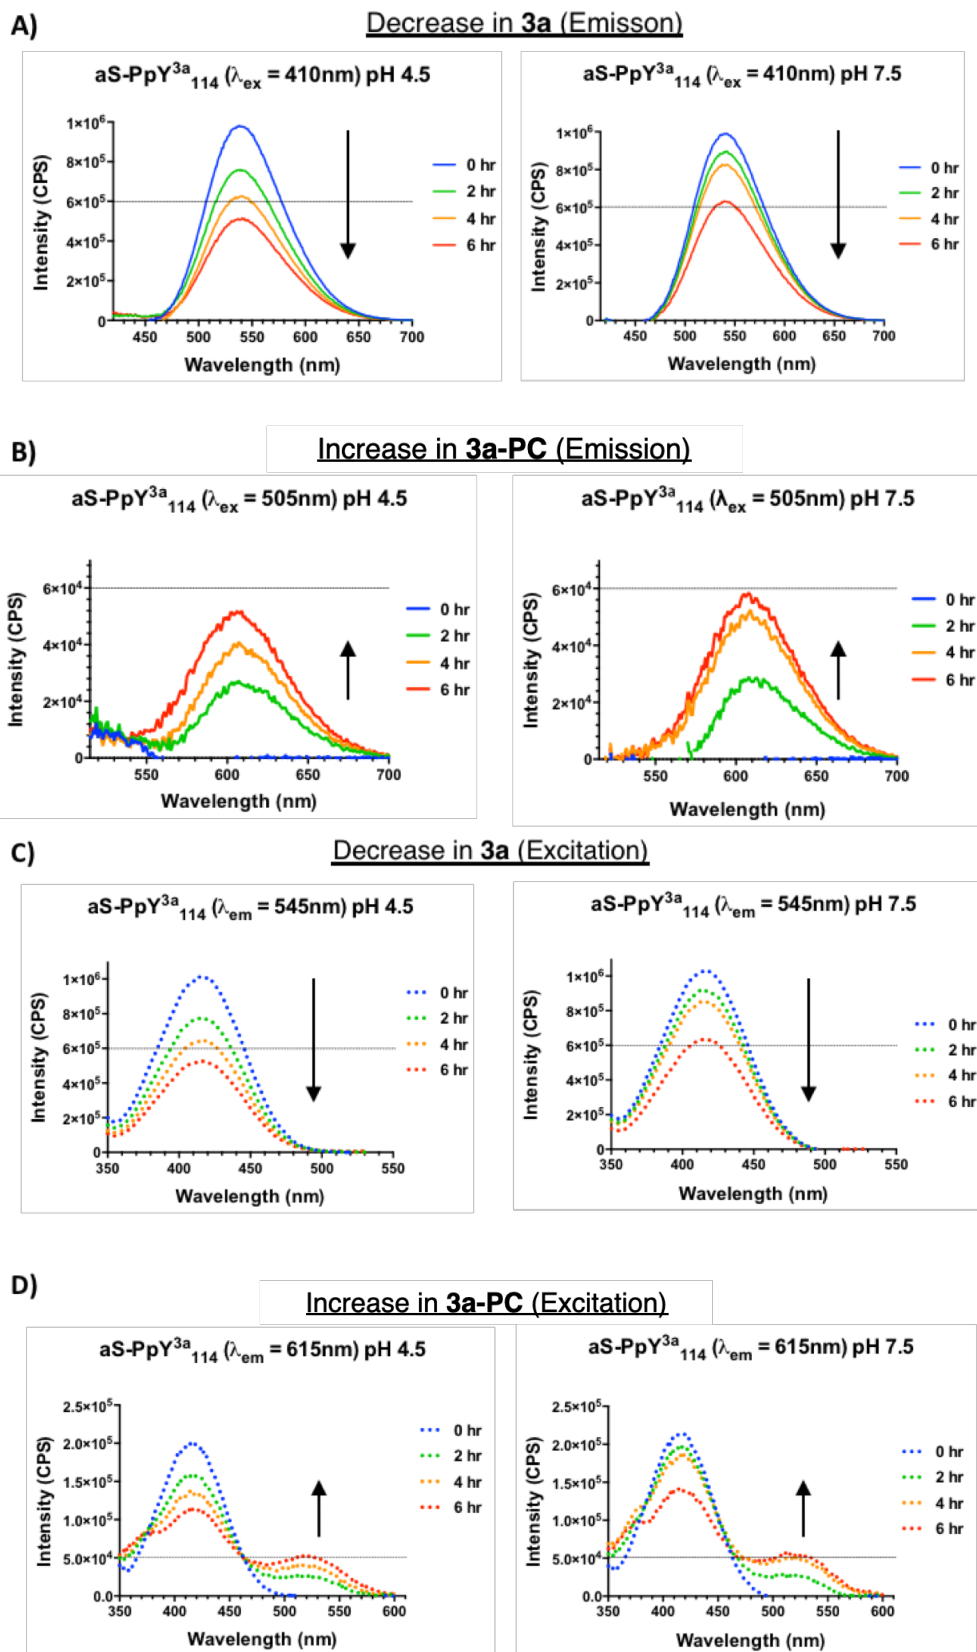 A)
Decrease in 3a (Emisson)
aS-PpY³ᵃ₁₁₄ (λex = 410nm) pH 4.5
Intensity (CPS)
1×10⁶
8×10⁵
6×10⁵
4×10⁵
2×10⁵
0
450 500 550 600 650 700
Wavelength (nm)
0 hr
2 hr
4 hr
6 hr
aS-PpY³ᵃ₁₁₄ (λex = 410nm) pH 7.5
Intensity (CPS)
1×10⁶
8×10⁵
6×10⁵
4×10⁵
2×10⁵
0
450 500 550 600 650 700
Wavelength (nm)
0 hr
2 hr
4 hr
6 hr
B)
Increase in 3a-PC (Emission)
aS-PpY³ᵃ₁₁₄ (λex = 505nm) pH 4.5
Intensity (CPS)
6×10⁴
4×10⁴
2×10⁴
0
550 600 650 700
Wavelength (nm)
0 hr
2 hr
4 hr
6 hr
aS-PpY³ᵃ₁₁₄ (λex = 505nm) pH 7.5
Intensity (CPS)
6×10⁴
4×10⁴
2×10⁴
0
550 600 650 700
Wavelength (nm)
0 hr
2 hr
4 hr
6 hr
C)
Decrease in 3a (Excitation)
aS-PpY³ᵃ₁₁₄ (λem = 545nm) pH 4.5
Intensity (CPS)
1×10⁶
8×10⁵
6×10⁵
4×10⁵
2×10⁵
0
350 400 450 500 550
Wavelength (nm)
0 hr
2 hr
4 hr
6 hr
aS-PpY³ᵃ₁₁₄ (λem = 545nm) pH 7.5
Intensity (CPS)
1×10⁶
8×10⁵
6×10⁵
4×10⁵
2×10⁵
0
350 400 450 500 550
Wavelength (nm)
0 hr
2 hr
4 hr
6 hr
D)
Increase in 3a-PC (Excitation)
aS-PpY³ᵃ₁₁₄ (λem = 615nm) pH 4.5
Intensity (CPS)
2.5×10⁵
2.0×10⁵
1.5×10⁵
1.0×10⁵
5.0×10⁴
0.0
350 400 450 500 550 600
Wavelength (nm)
0 hr
2 hr
4 hr
6 hr
aS-PpY³ᵃ₁₁₄ (λem = 615nm) pH 7.5
Intensity (CPS)
2.5×10⁵
2.0×10⁵
1.5×10⁵
1.0×10⁵
5.0×10⁴
0.0
350 400 450 500 550 600
Wavelength (nm)
0 hr
2 hr
4 hr
6 hr